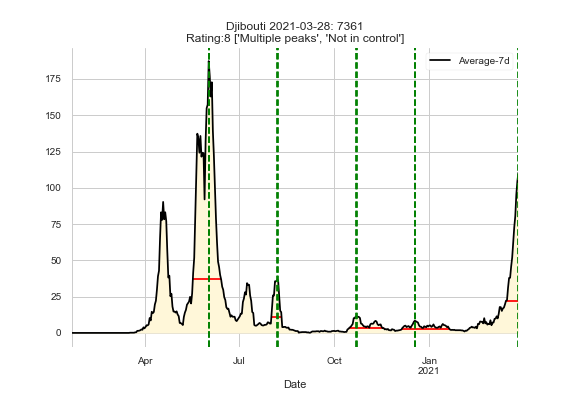 Djibouti 2021-03-28: 7361
Rating:8 ['Multiple peaks', 'Not in control']
Average-7d
175
150
125
100
75
50
25
0
Apr
Jul
Oct
Jan
2021
Date